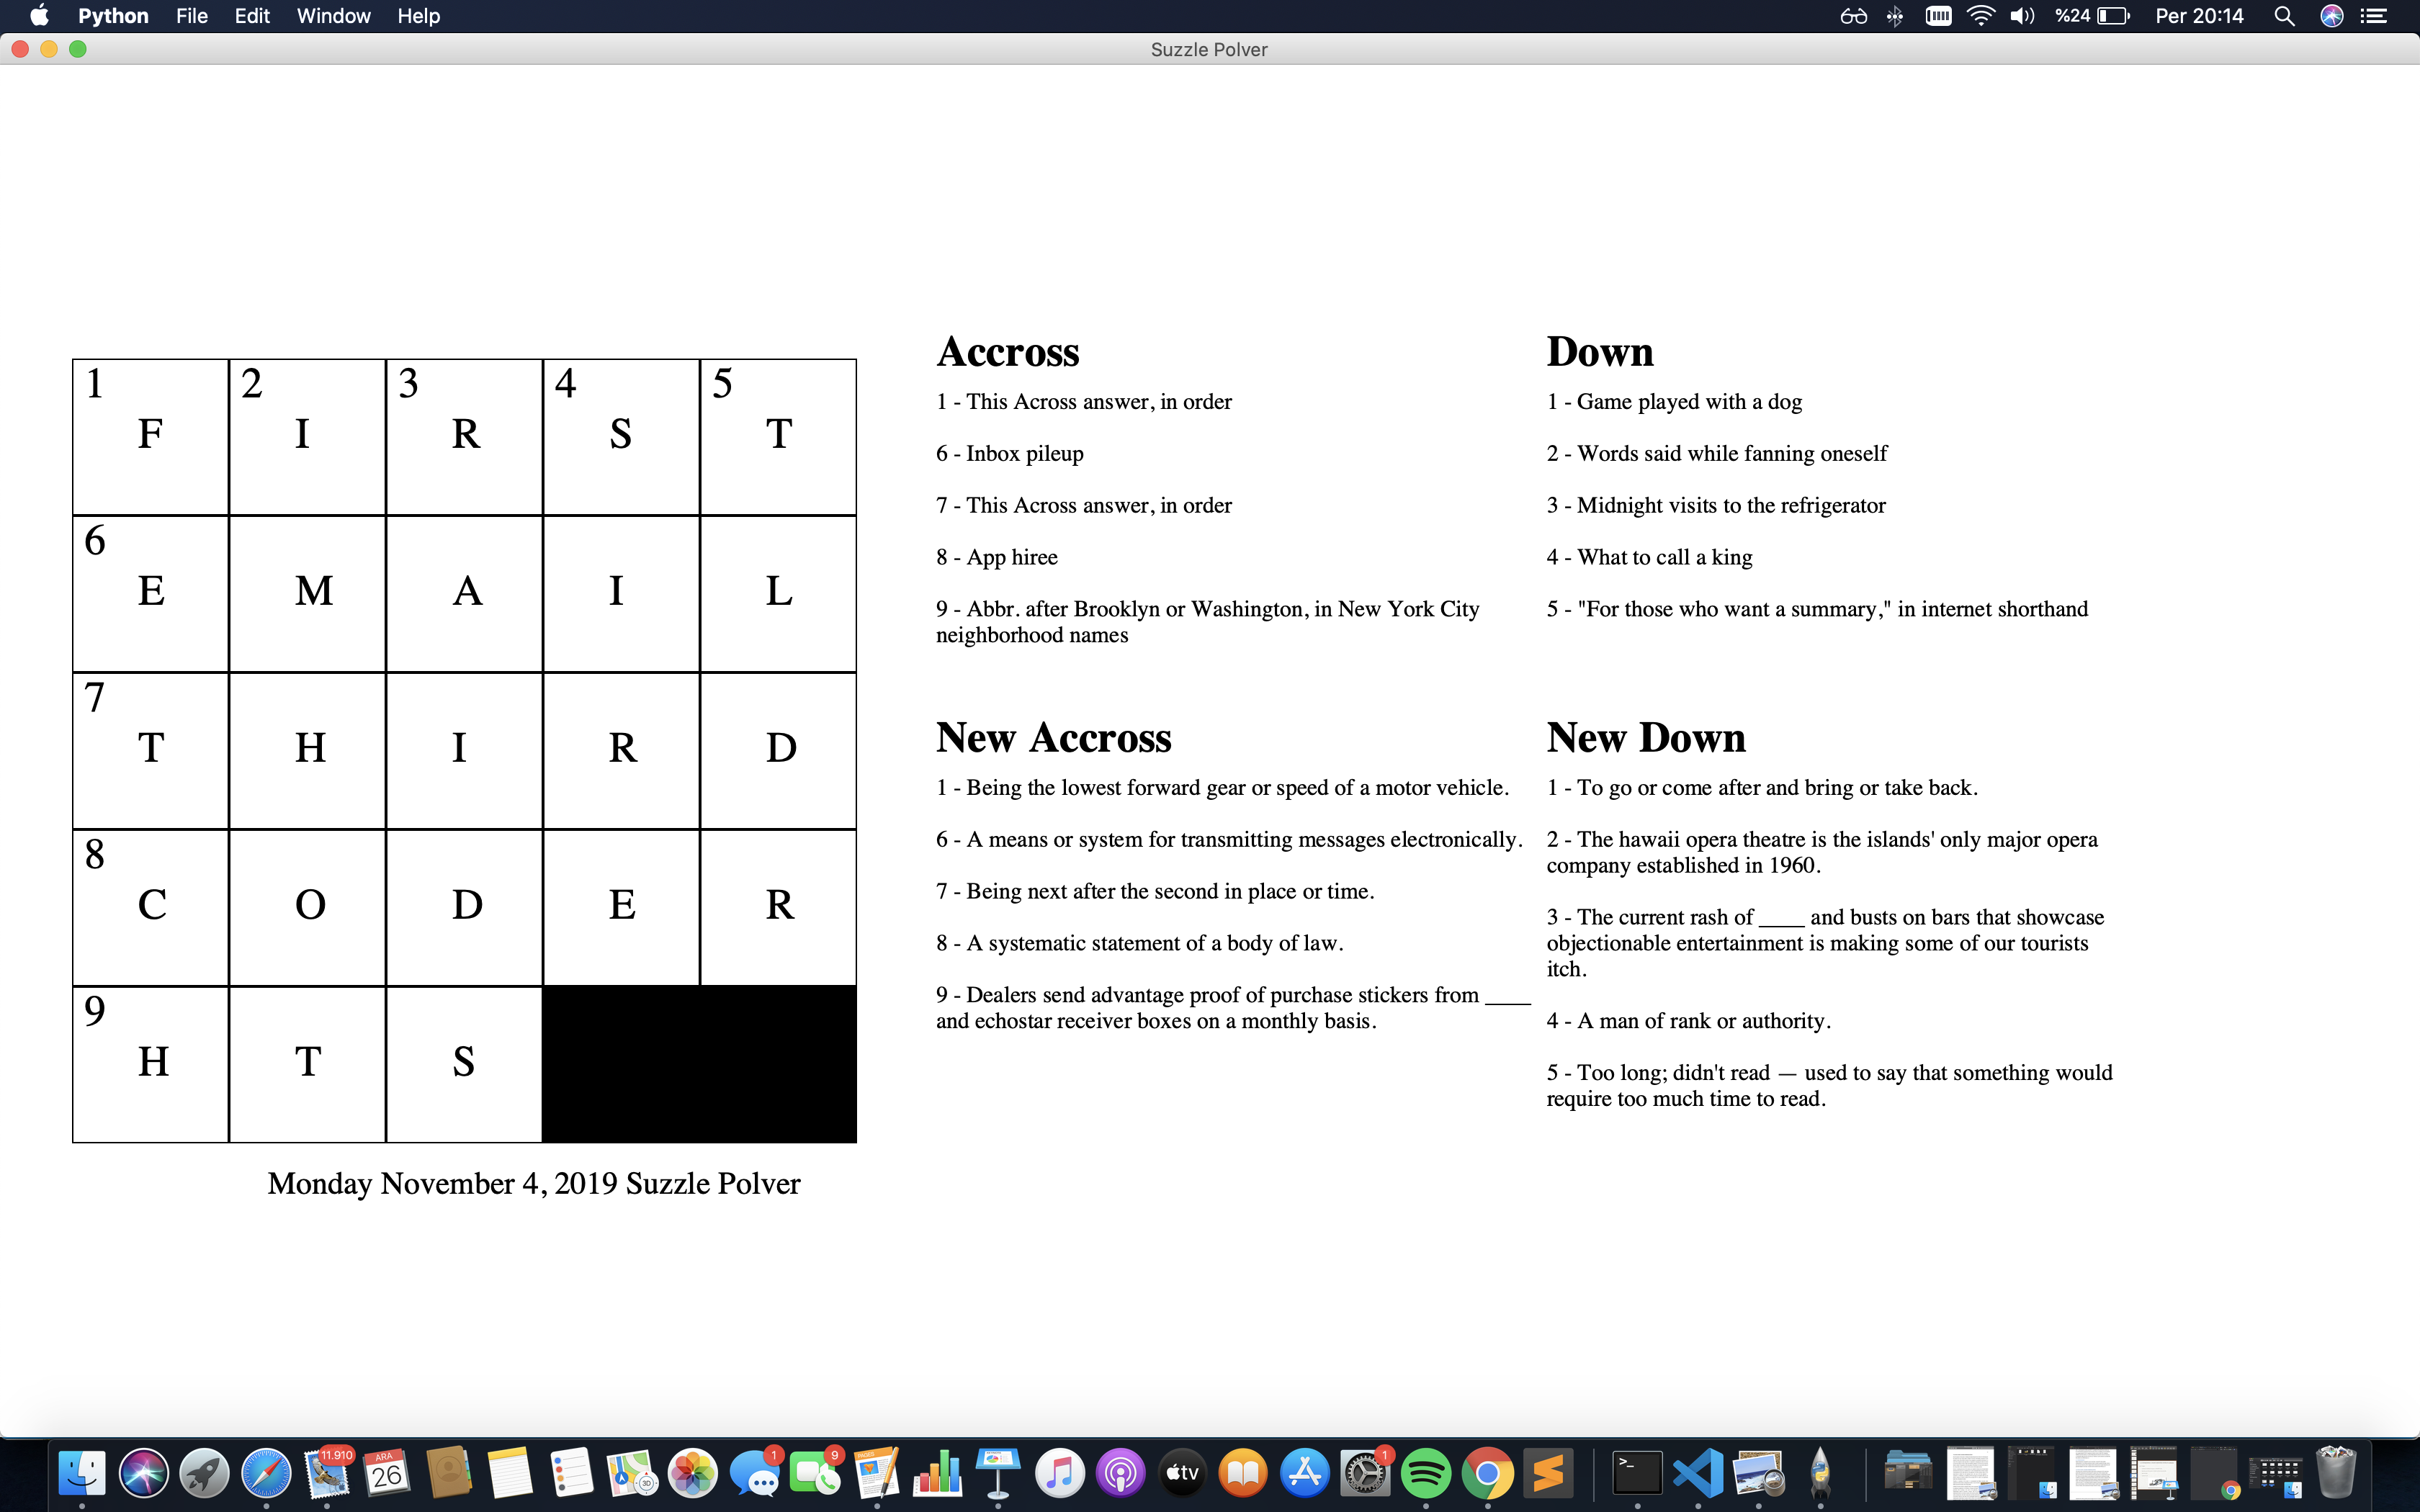 Python File Edit Window Help %24 Per 20:14
Suzzle Polver
1 2 3 4 5
F I R S T
6
E M A I L
7
T H I R D
8
C O D E R
9
H T S
Monday November 4, 2019 Suzzle Polver
Accross
1 - This Across answer, in order
6 - Inbox pileup
7 - This Across answer, in order
8 - App hiree
9 - Abbr. after Brooklyn or Washington, in New York City
neighborhood names
Down
1 - Game played with a dog
2 - Words said while fanning oneself
3 - Midnight visits to the refrigerator
4 - What to call a king
5 - "For those who want a summary," in internet shorthand
New Accross
1 - Being the lowest forward gear or speed of a motor vehicle.
6 - A means or system for transmitting messages electronically.
7 - Being next after the second in place or time.
8 - A systematic statement of a body of law.
9 - Dealers send advantage proof of purchase stickers from ____
and echostar receiver boxes on a monthly basis.
New Down
1 - To go or come after and bring or take back.
2 - The hawaii opera theatre is the islands' only major opera
company established in 1960.
3 - The current rash of ____ and busts on bars that showcase
objectionable entertainment is making some of our tourists
itch.
4 - A man of rank or authority.
5 - Too long; didn't read — used to say that something would
require too much time to read.
11.910 ARA 26 3D 1 9 PAGES tv 1 >_